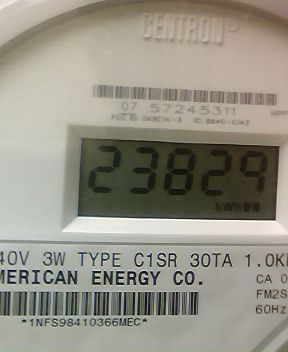 CENTRON®
07 57245311
23829
kWh
40V 3W TYPE C1SR 30TA 1.0K
MERICAN ENERGY CO.
CA 0
FM2S
60Hz
*1NFS98410366MEC*